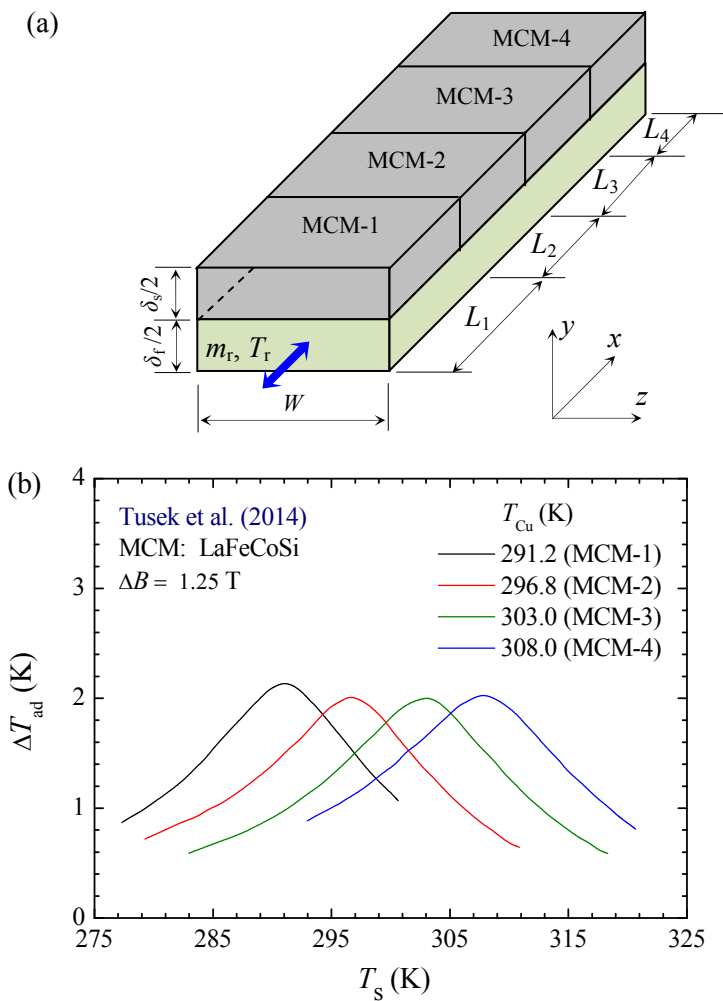 (a)
MCM-4
MCM-3
MCM-2
MCM-1
L4
L3
L2
L1
δs/2
δf/2
mr, Tr
W
y
x
z
(b)
Tusek et al. (2014)
MCM: LaFeCoSi
ΔB = 1.25 T
TCu (K)
291.2 (MCM-1)
296.8 (MCM-2)
303.0 (MCM-3)
308.0 (MCM-4)
ΔTad (K)
4
3
2
1
0
275 285 295 305 315 325
Ts (K)